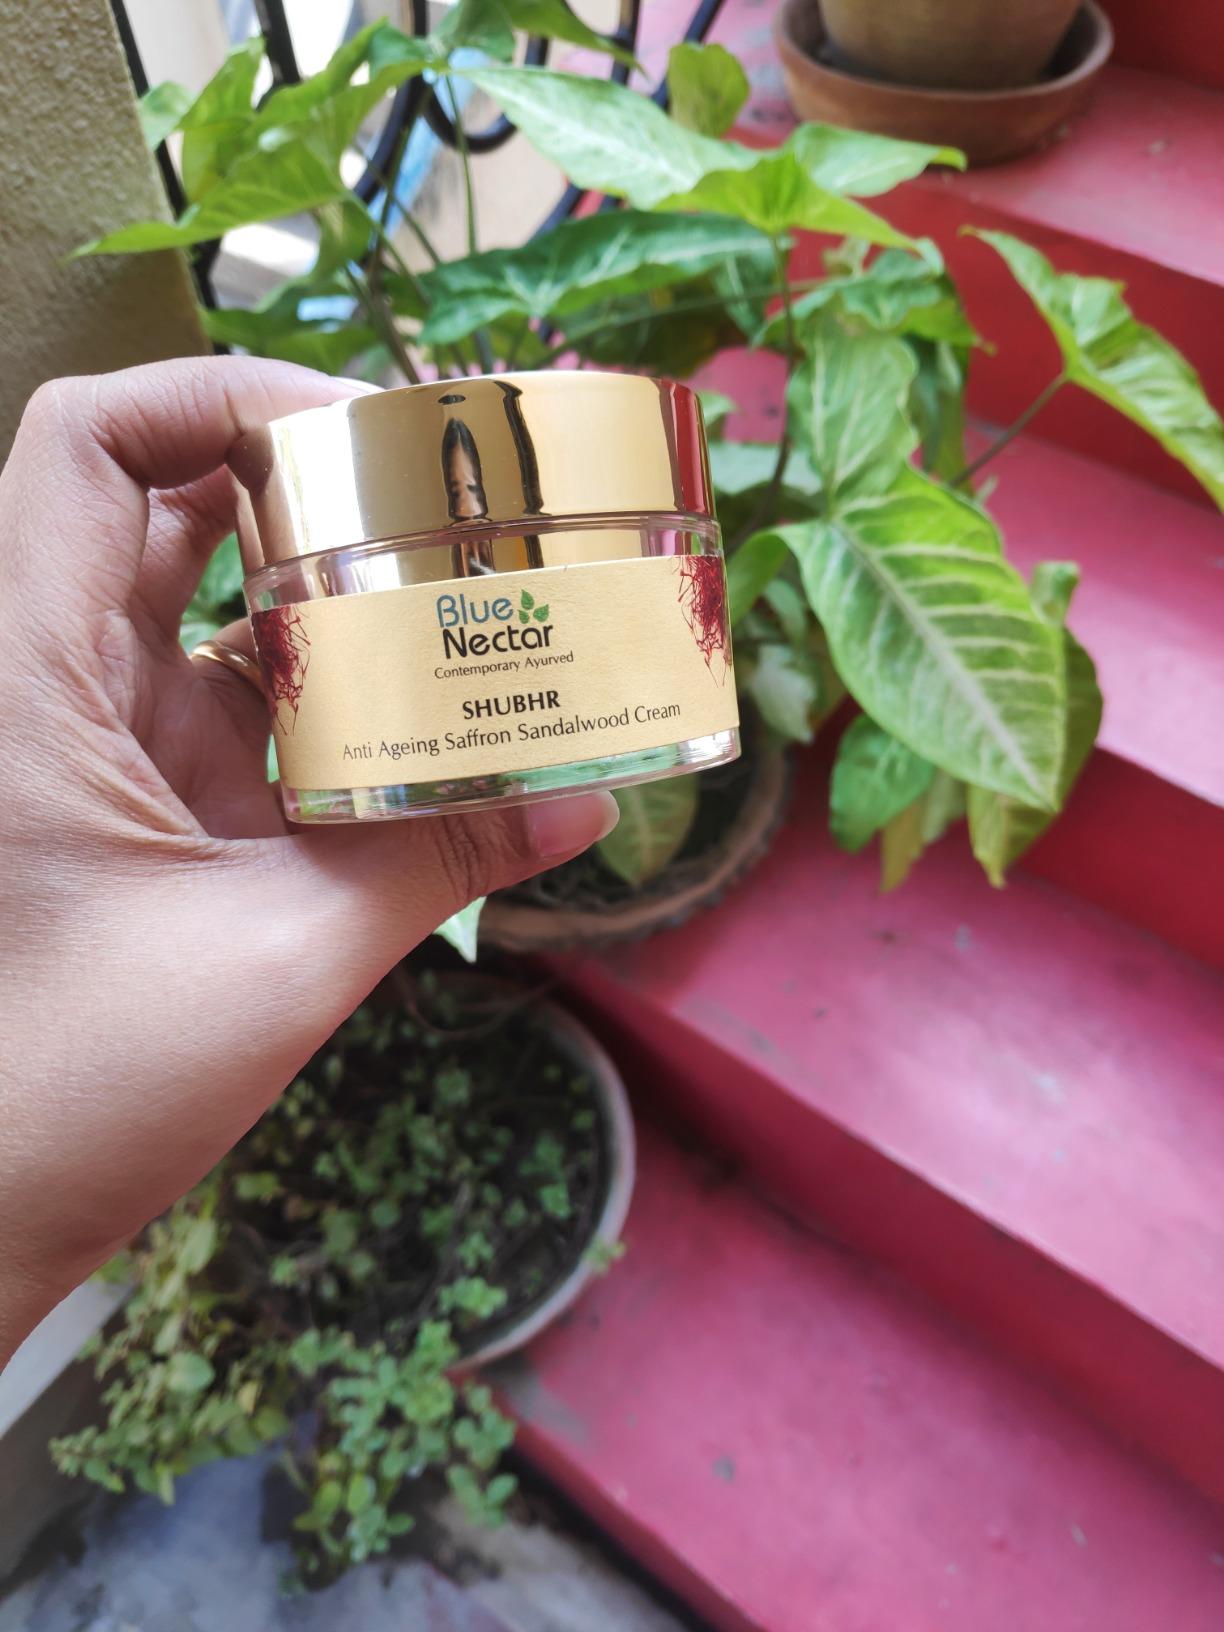 Blue
Nectar
Contemporary Ayurved
SHUBHR
Anti Ageing Saffron Sandalwood Cream